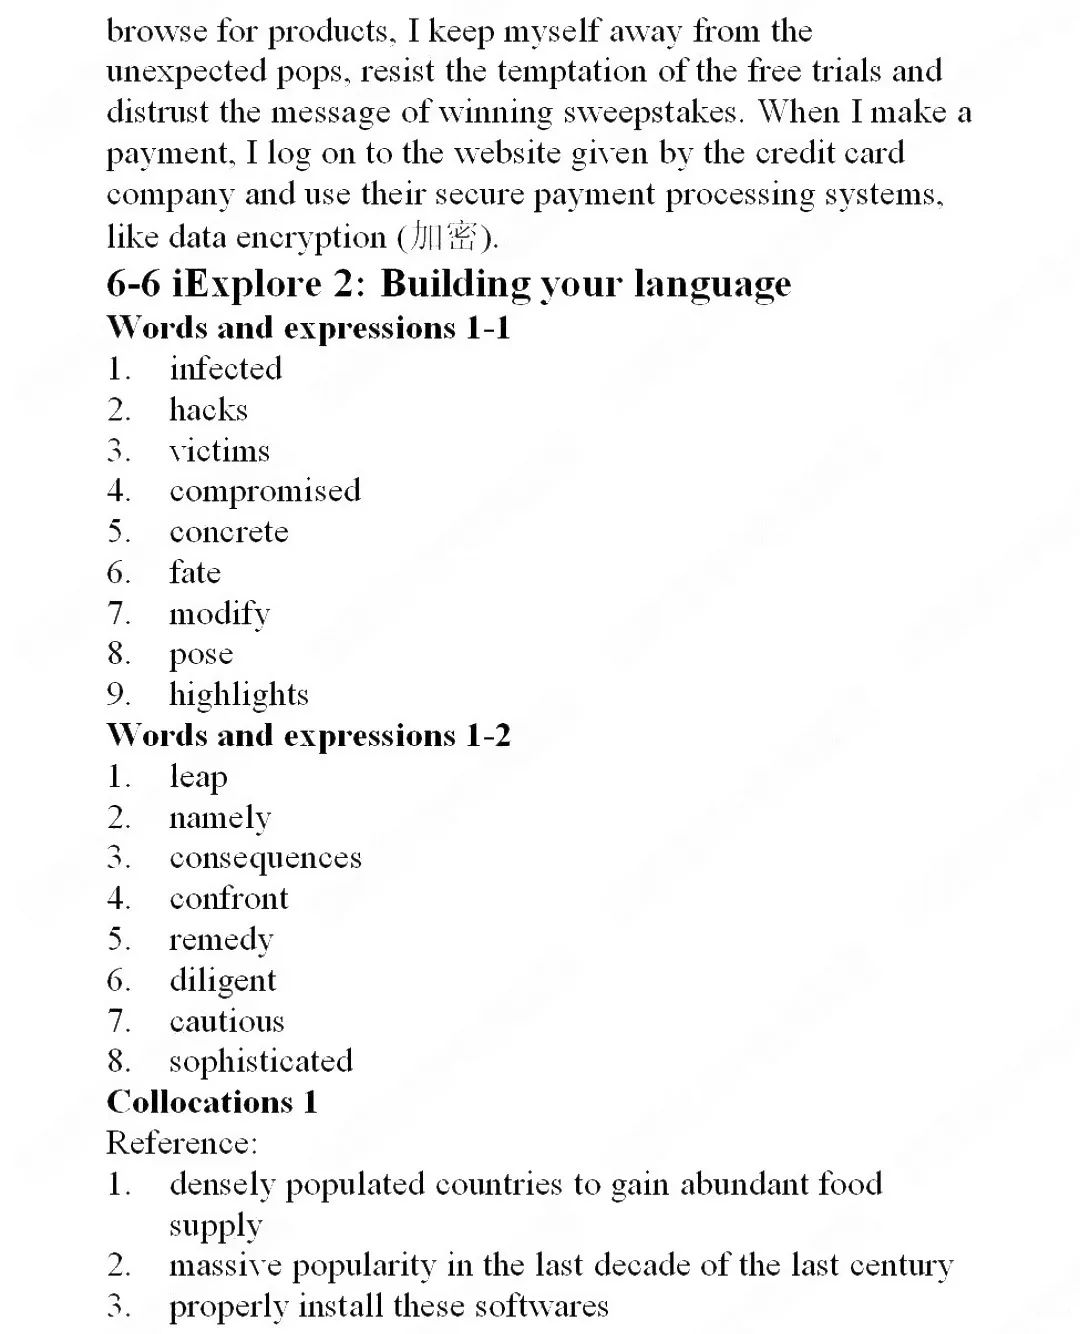 browse for products, I keep myself away from the
unexpected pops, resist the temptation of the free trials and
distrust the message of winning sweepstakes. When I make a
payment, I log on to the website given by the credit card
company and use their secure payment processing systems,
like data encryption (加密).
6-6 iExplore 2: Building your language
Words and expressions 1-1
1. infected
2. hacks
3. victims
4. compromised
5. concrete
6. fate
7. modify
8. pose
9. highlights
Words and expressions 1-2
1. leap
2. namely
3. consequences
4. confront
5. remedy
6. diligent
7. cautious
8. sophisticated
Collocations 1
Reference:
1. densely populated countries to gain abundant food
supply
2. massive popularity in the last decade of the last century
3. properly install these softwares